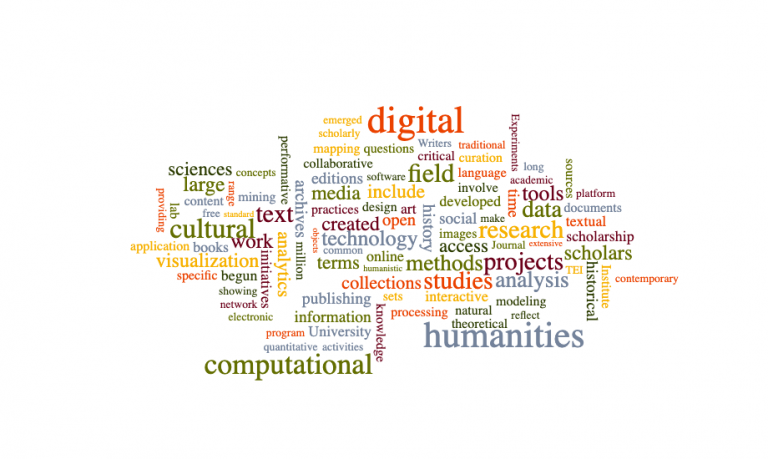 digital
emerged
scholarly
Writers
traditional
Experiments
mapping
questions
critical
curation
long
performative
collaborative
sciences
concepts
editions
software
field
language
academic
sources
large
range
mining
archives
media
include
involve
time
tools
platform
providing
lab
content
free
standard
text
practices
design
art
history
developed
data
documents
cultural
created
open
social
make
research
textual
objects
technology
images
scholarship
application
books
work
analytics
million
common
online
access
Journal
extensive
scholars
visualization
initiatives
terms
humanistic
methods
projects
TEI
historical
Institute
specific
begun
collections
studies
analysis
contemporary
showing
publishing
sets
interactive
modeling
network
electronic
information
knowledge
processing
natural
reflect
program
University
theoretical
humanities
quantitative
activities
computational